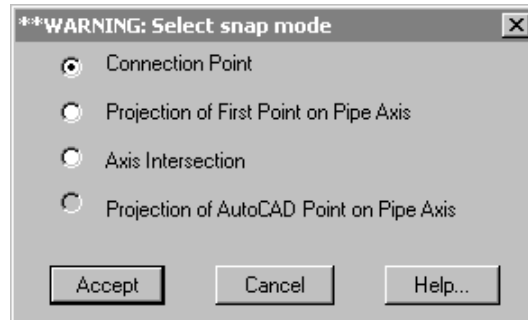 **WARNING: Select snap mode
Connection Point
Projection of First Point on Pipe Axis
Axis Intersection
Projection of AutoCAD Point on Pipe Axis
Accept Cancel Help...